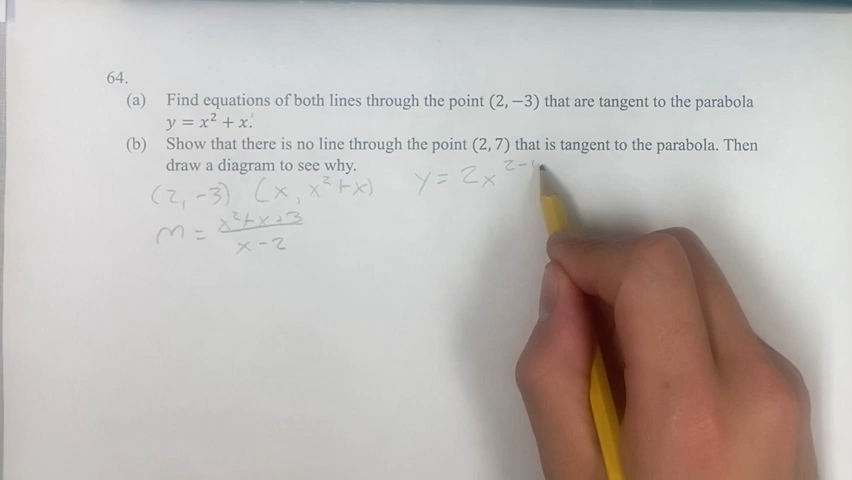 64.
(a) Find equations of both lines through the point (2, −3) that are tangent to the parabola
y = x² + x.
(b) Show that there is no line through the point (2, 7) that is tangent to the parabola. Then
draw a diagram to see why.
(2, -3) (x, x²+x) y = 2x²⁻
m = x²+x+3
x-2